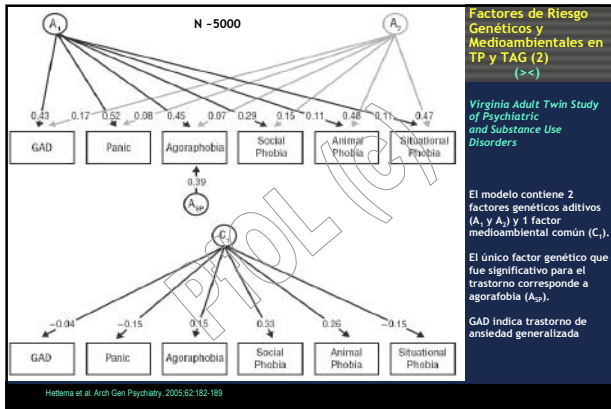 N ~5000
A1
A2
0.43 0.17 0.52 0.08 0.45 0.07 0.29 0.15 0.11 0.48 0.11 0.47
GAD
Panic
Agoraphobia
Social
Phobia
Animal
Phobia
Situational
Phobia
0.39
ASP
C
−0.04 −0.15 0.15 0.53 0.26 −0.15
GAD
Panic
Agoraphobia
Social
Phobia
Animal
Phobia
Situational
Phobia
PROL (c)
Factores de Riesgo
Genéticos y
Medioambientales en
TP y TAG (2)
(><)
Virginia Adult Twin Study
of Psychiatric
and Substance Use
Disorders
El modelo contiene 2
factores genéticos aditivos
(A1 y A2) y 1 factor
medioambiental común (C1).
El único factor genético que
fue significativo para el
trastorno corresponde a
agorafobia (ASP).
GAD indica trastorno de
ansiedad generalizada
Hettema et al. Arch Gen Psychiatry. 2005;62:182-189